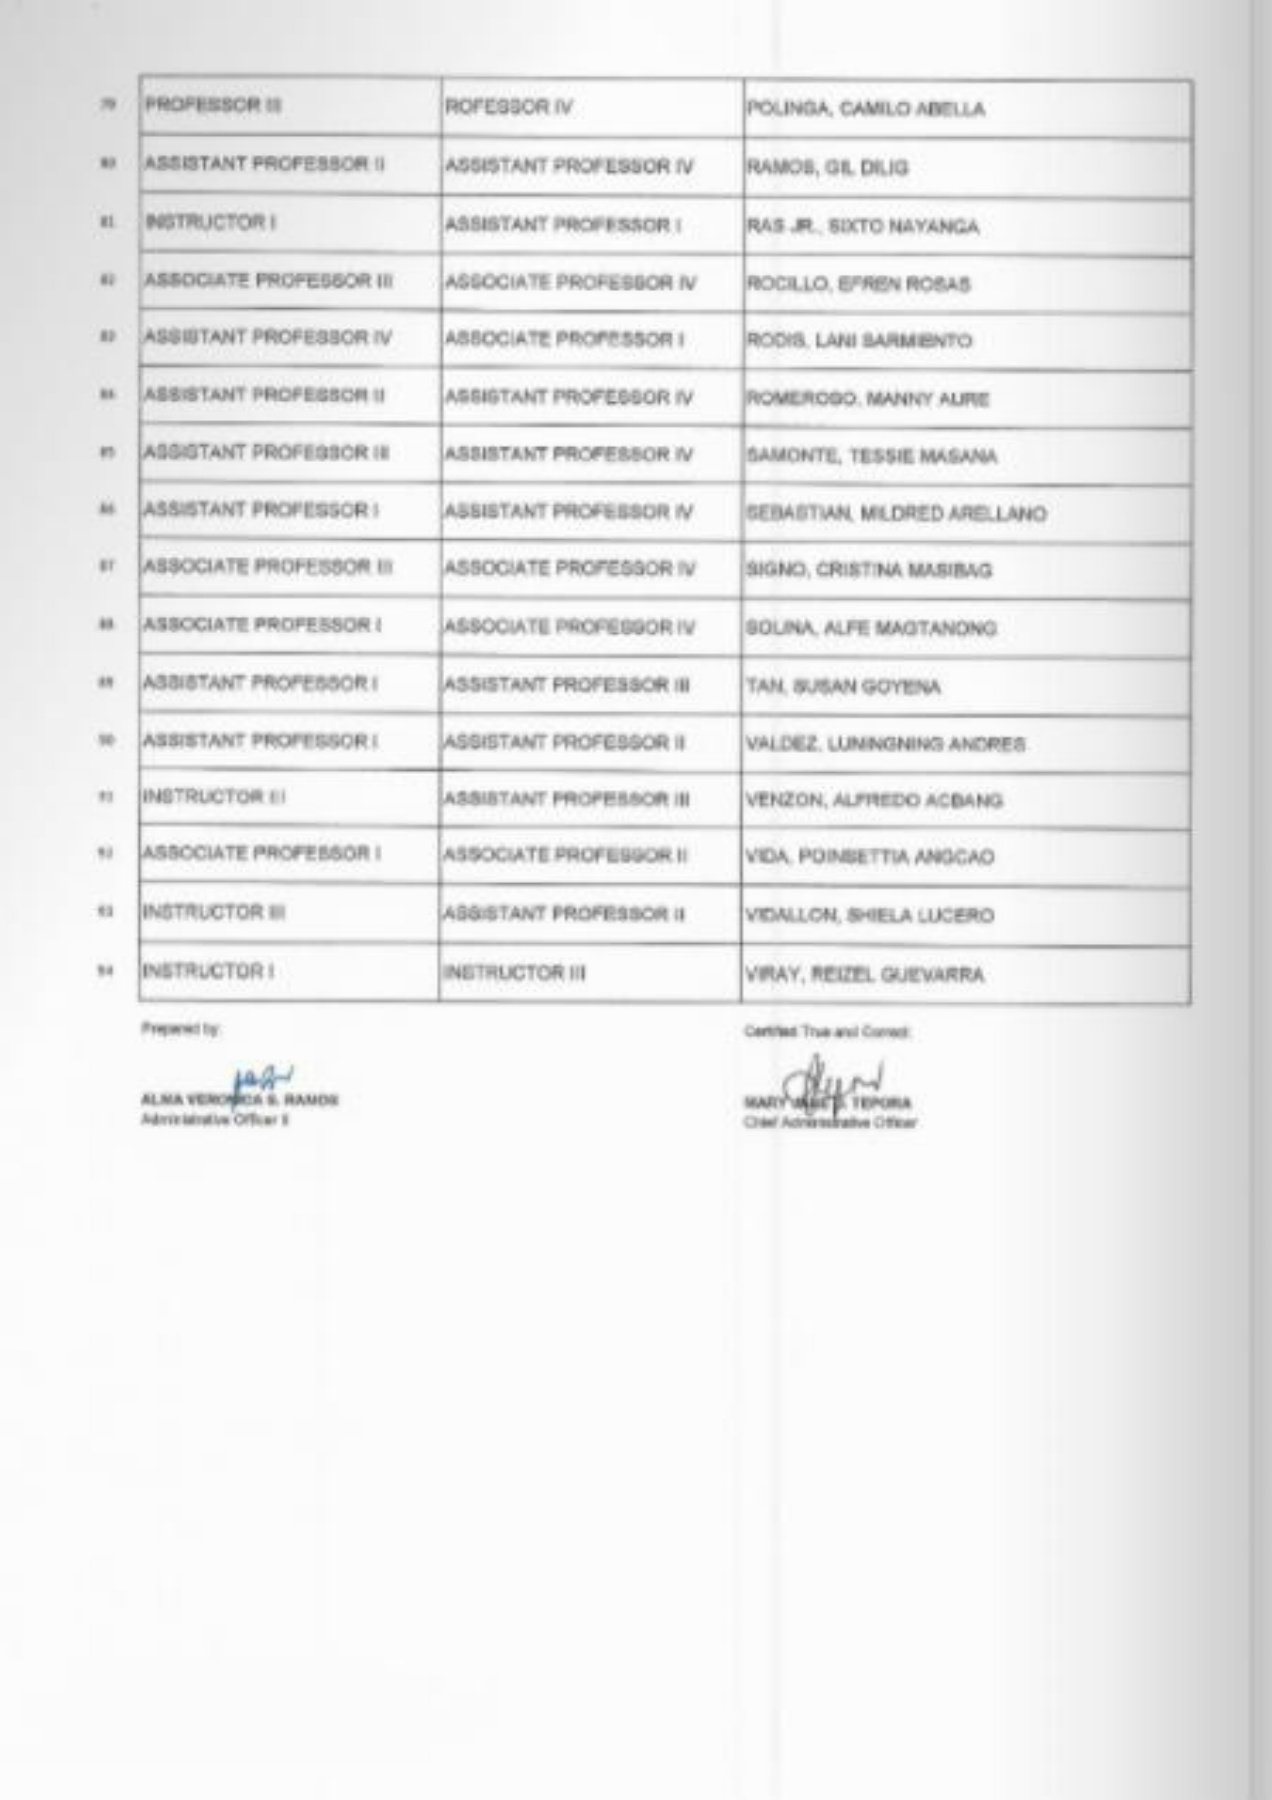 79 PROFESSOR III ROFESSOR IV POLINGA, CAMILO ABELLA
80 ASSISTANT PROFESSOR II ASSISTANT PROFESSOR IV RAMOS, GIL DILIG
81 INSTRUCTOR I ASSISTANT PROFESSOR I RAS JR., SIXTO NAYANGA
82 ASSOCIATE PROFESSOR III ASSOCIATE PROFESSOR IV ROCILLO, EFREN ROSAS
83 ASSISTANT PROFESSOR IV ASSOCIATE PROFESSOR I RODIS, LANI SARMIENTO
84 ASSISTANT PROFESSOR II ASSISTANT PROFESSOR IV ROMEROSO, MANNY AURE
85 ASSISTANT PROFESSOR III ASSISTANT PROFESSOR IV SAMONTE, TESSIE MASANA
86 ASSISTANT PROFESSOR I ASSISTANT PROFESSOR IV SEBASTIAN, MILDRED ARELLANO
87 ASSOCIATE PROFESSOR III ASSOCIATE PROFESSOR IV SIGNO, CRISTINA MASIBAG
88 ASSOCIATE PROFESSOR I ASSOCIATE PROFESSOR IV SOLINA, ALFE MAGTANONG
89 ASSISTANT PROFESSOR I ASSISTANT PROFESSOR III TAN, SUSAN GOYENA
90 ASSISTANT PROFESSOR I ASSISTANT PROFESSOR II VALDEZ, LUNINGNING ANDRES
91 INSTRUCTOR III ASSISTANT PROFESSOR III VENZON, ALFREDO ACBANG
92 ASSOCIATE PROFESSOR I ASSOCIATE PROFESSOR II VIDA, POINSETTIA ANGCAO
93 INSTRUCTOR III ASSISTANT PROFESSOR II VIDALLON, SHIELA LUCERO
94 INSTRUCTOR I INSTRUCTOR III VIRAY, REIZEL GUEVARRA
Prepared by: Certified True and Correct:
ALMA VERONICA S. RAMOS MARY JANE TEPORA
Administrative Officer II Chief Administrative Officer